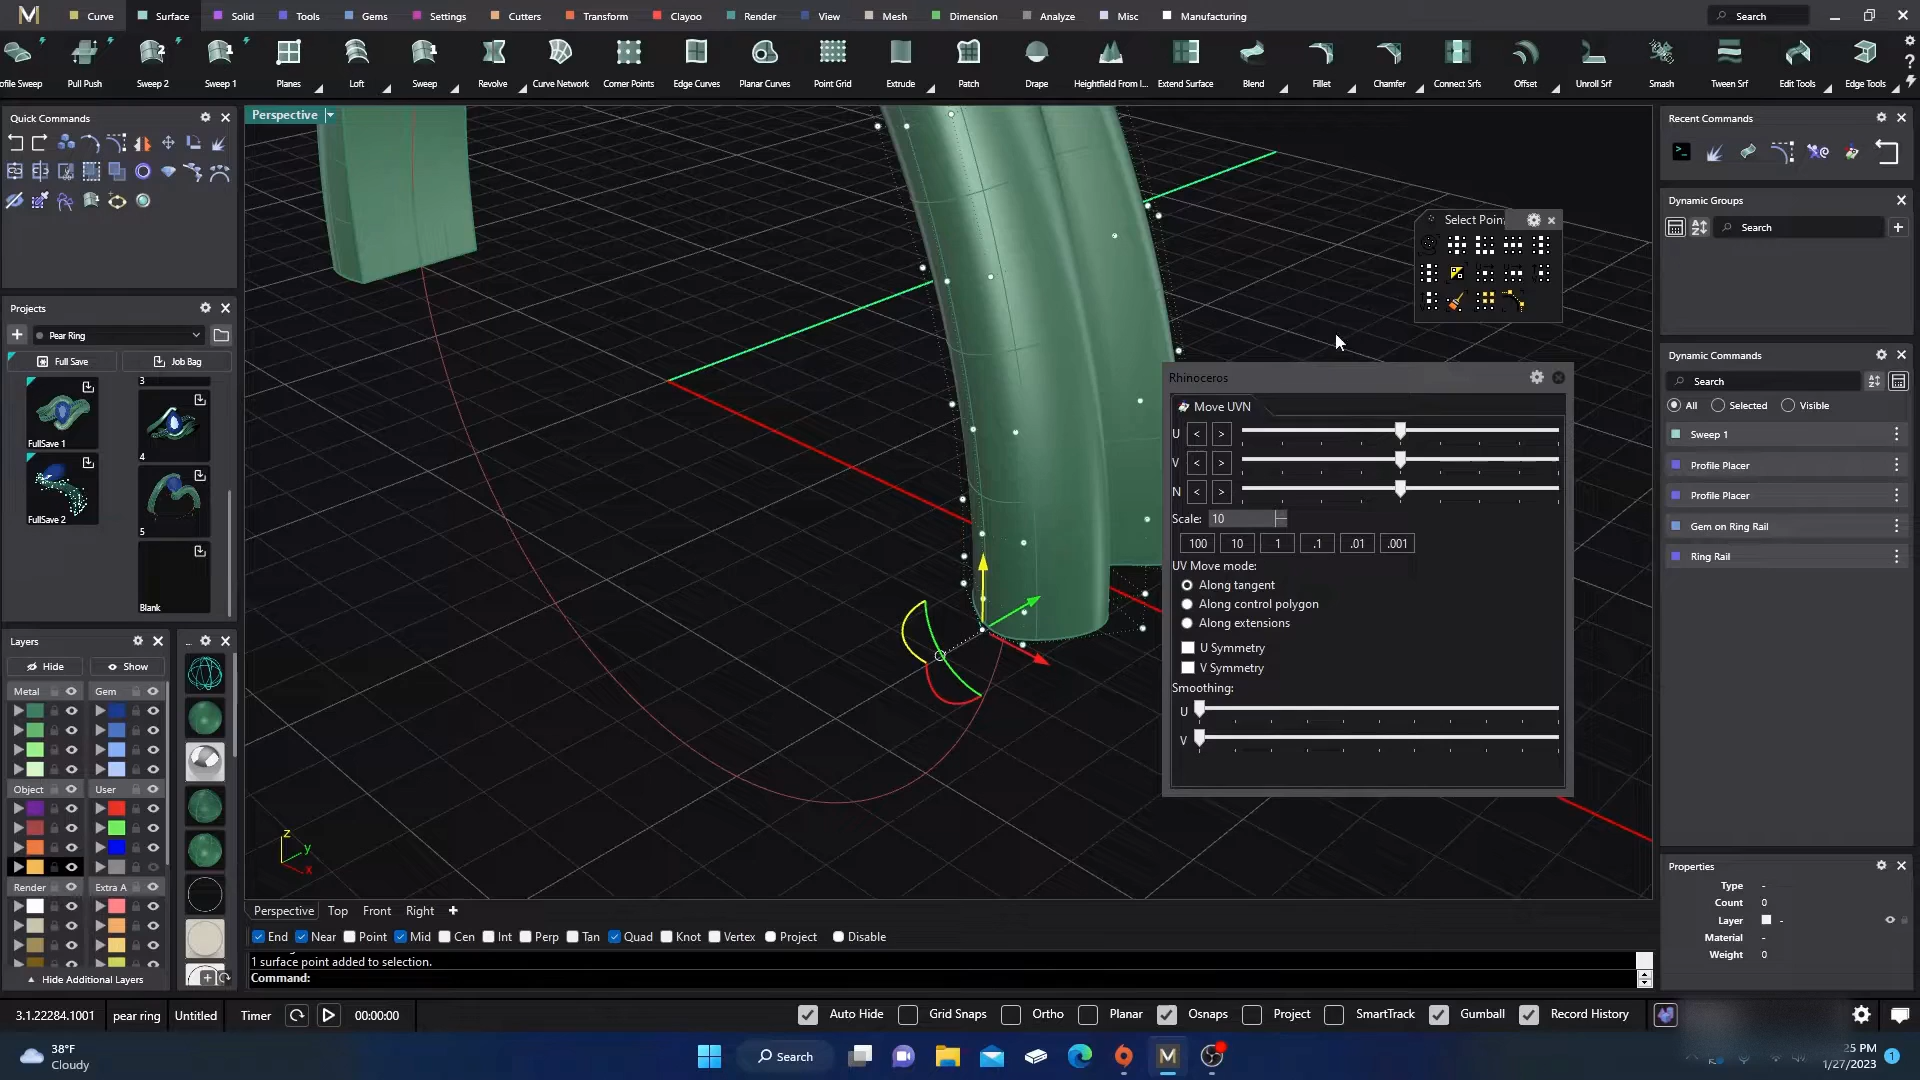 Curve Surface Solid Tools Gems Settings Cutters Transform Clayoo Render View Mesh Dimension Analyze Misc Manufacturing Search
ofile Sweep Pull Push Sweep 2 Sweep 1 Planes Loft Sweep Revolve Curve Network Corner Points Edge Curves Planar Curves Point Grid Extrude Patch Drape Heightfield From I... Extend Surface Blend Fillet Chamfer Connect Srfs Offset Unroll Srf Smash Tween Srf Edit Tools Edge Tools
Quick Commands
Projects
Pear Ring
Full Save Job Bag
3
FullSave 1
4
FullSave 2
5
Blank
Layers ...
Hide Show
Metal Gem
Object User
Render Extra A
Hide Additional Layers
Perspective
z
y
x
Select Poin
Rhinoceros
Move UVN
U < >
V < >
N < >
Scale: 10
100 10 1 .1 .01 .001
UV Move mode:
Along tangent
Along control polygon
Along extensions
U Symmetry
V Symmetry
Smoothing:
U
V
Recent Commands
Dynamic Groups
Search
Dynamic Commands
Search
All Selected Visible
Sweep 1
Profile Placer
Profile Placer
Gem on Ring Rail
Ring Rail
Properties
Type -
Count 0
Layer -
Material -
Weight 0
Perspective Top Front Right
End Near Point Mid Cen Int Perp Tan Quad Knot Vertex Project Disable
1 surface point added to selection.
Command:
3.1.22284.1001 pear ring Untitled Timer 00:00:00 Auto Hide Grid Snaps Ortho Planar Osnaps Project SmartTrack Gumball Record History
38°F
Cloudy
Search
25 PM
1/27/2023
1